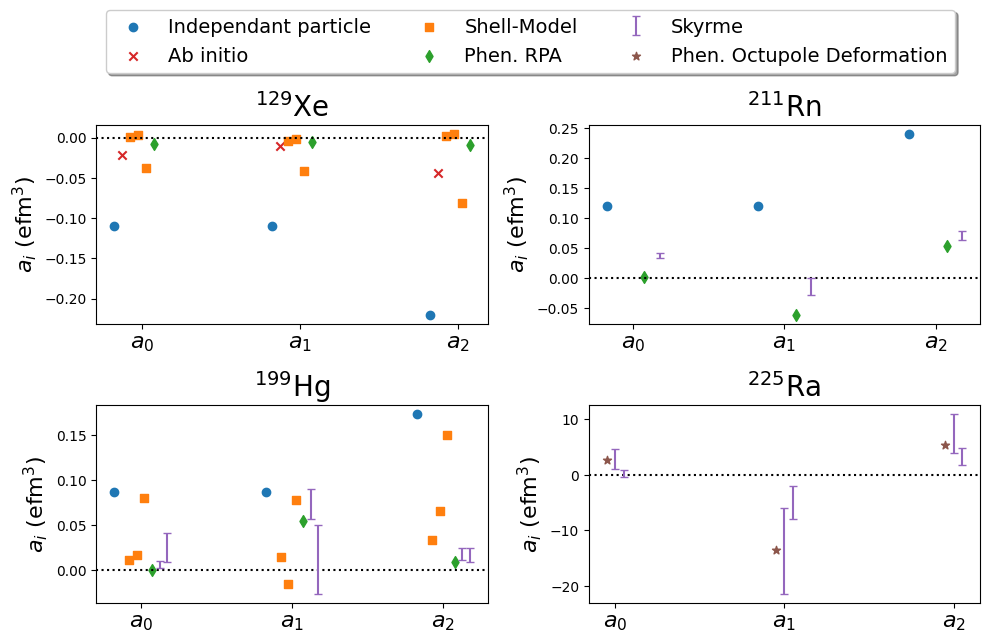 Independant particle Shell-Model Skyrme
Ab initio Phen. RPA Phen. Octupole Deformation
¹²⁹Xe
0.00
−0.05
−0.10
−0.15
−0.20
aᵢ (efm³)
a₀ a₁ a₂
²¹¹Rn
0.25
0.20
0.15
0.10
0.05
0.00
−0.05
aᵢ (efm³)
a₀ a₁ a₂
¹⁹⁹Hg
0.15
0.10
0.05
0.00
aᵢ (efm³)
a₀ a₁ a₂
²²⁵Ra
10
0
−10
−20
aᵢ (efm³)
a₀ a₁ a₂